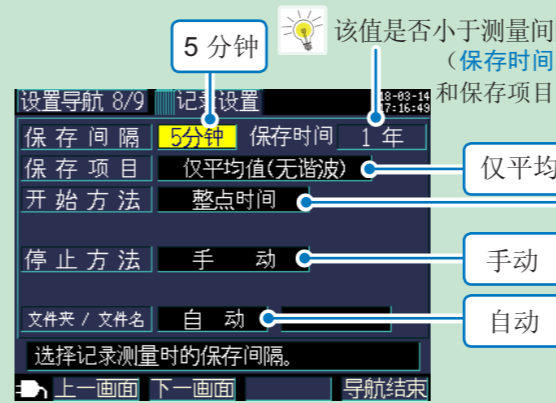 5 分钟
该值是否小于测量间
（保存时间
和保存项目
设置导航 8/9 记录设置 18-03-14
17:16:49
保存间隔 5分钟 保存时间 1 年
保存项目 仅平均值(无谐波)
仅平均
开始方法 整点时间
停止方法 手 动
手动
文件夹 / 文件名 自 动
自动
选择记录测量时的保存间隔。
上一画面 下一画面 导航结束